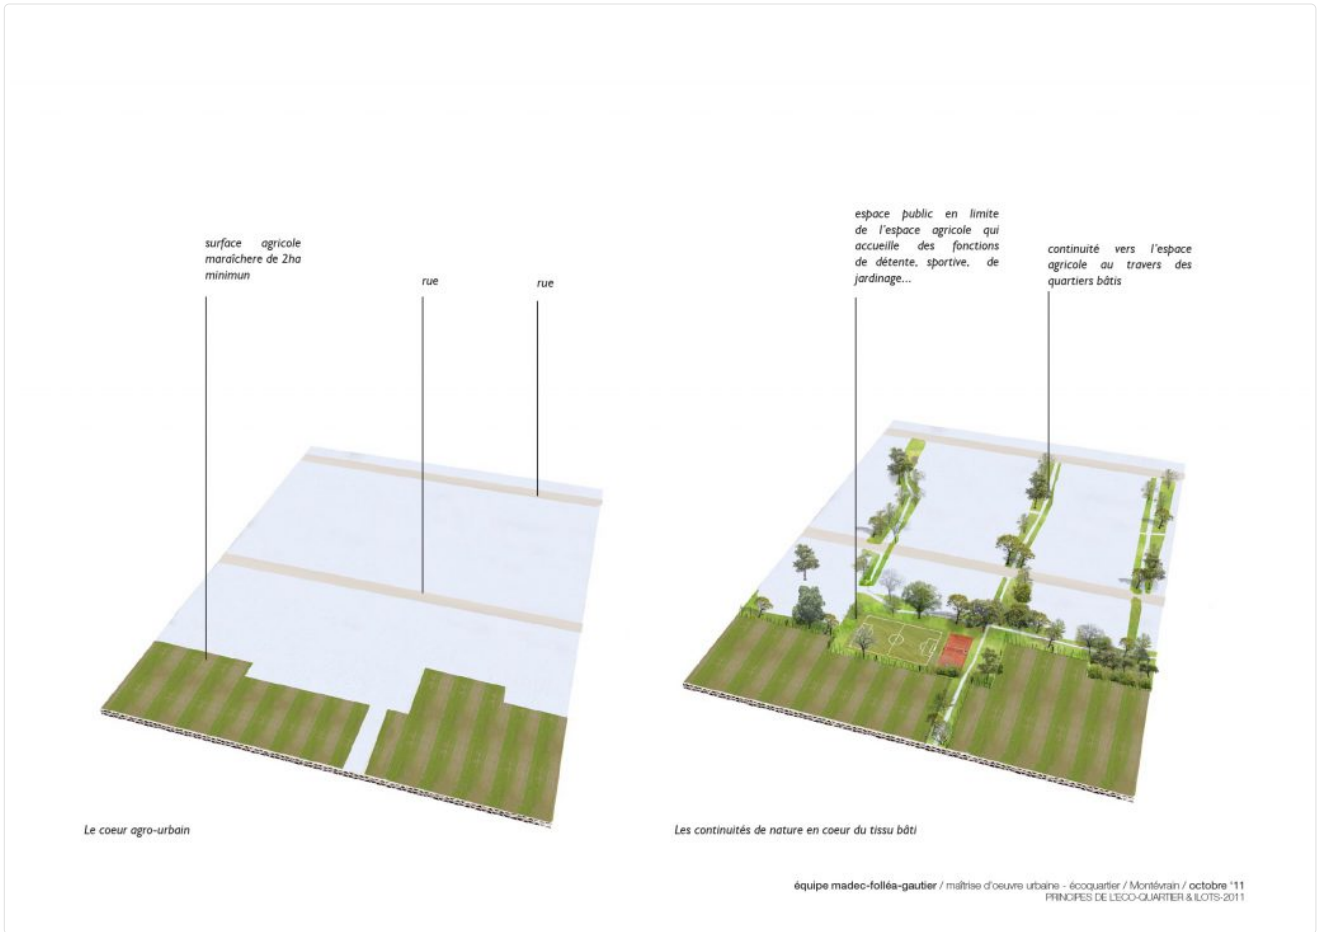 surface agricole
maraîchere de 2ha
minimun
rue
rue
espace public en limite
de l'espace agricole qui
accueille des fonctions
de détente, sportive, de
jardinage...
continuité vers l'espace
agricole au travers des
quartiers bâtis
Le coeur agro-urbain
Les continuités de nature en coeur du tissu bâti
équipe madec-folléa-gautier / maîtrise d'oeuvre urbaine - écoquartier / Montévrain / octobre '11
PRINCIPES DE L'ECO-QUARTIER & ILOTS-2011